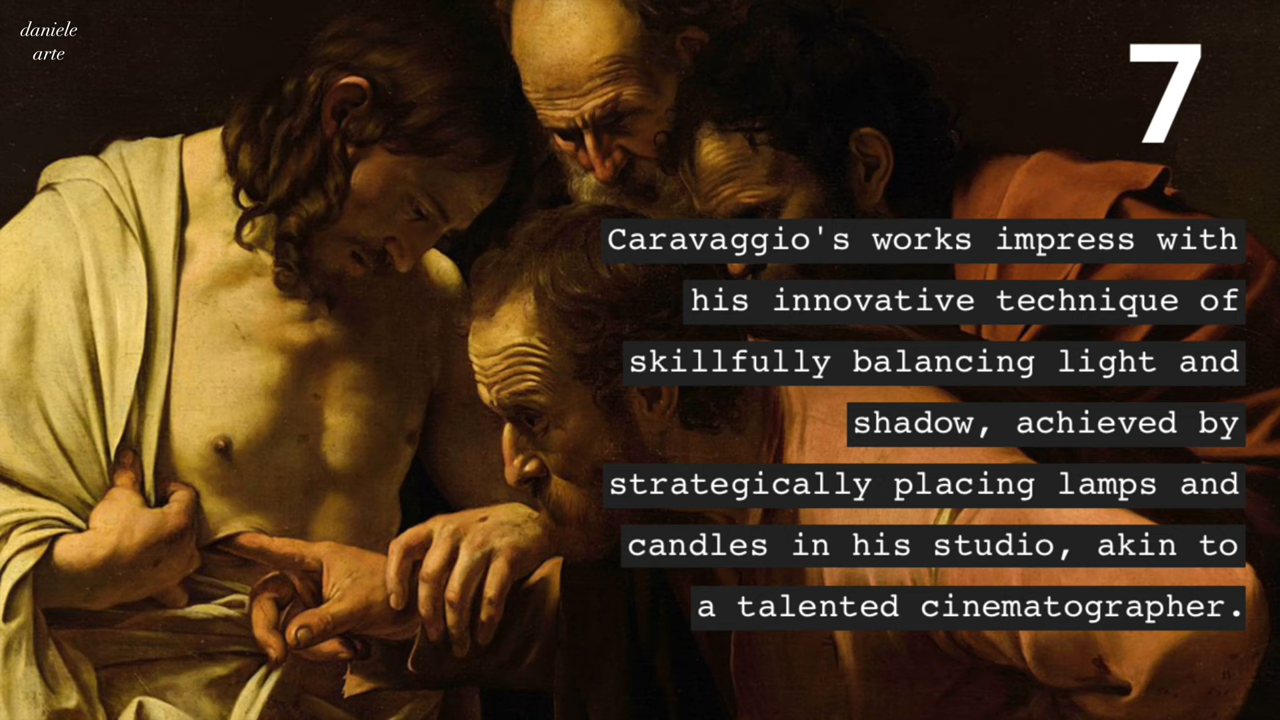 daniele
arte
7
Caravaggio's works impress with
his innovative technique of
skillfully balancing light and
shadow, achieved by
strategically placing lamps and
candles in his studio, akin to
a talented cinematographer.